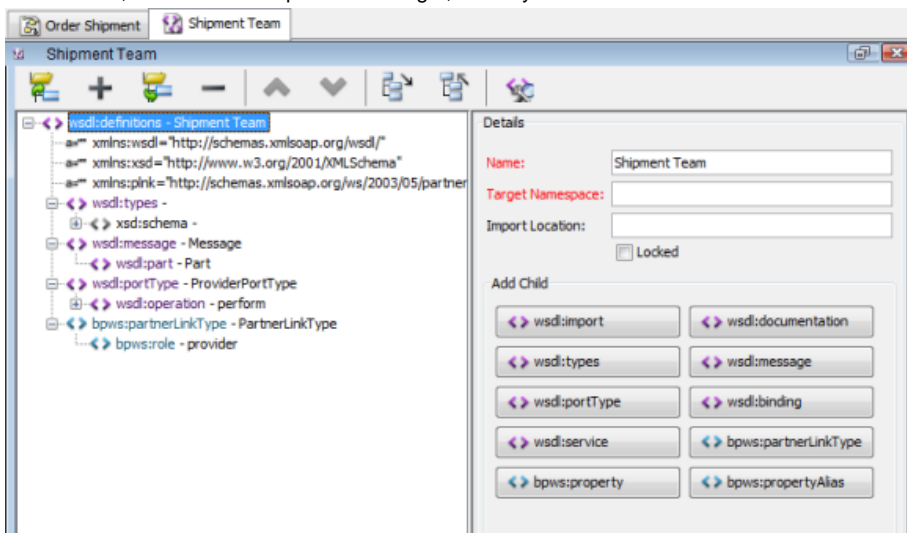 Order Shipment
Shipment Team
Shipment Team
wsdl:definitions - Shipment Team
xmlns:wsdl="http://schemas.xmlsoap.org/wsdl/"
xmlns:xsd="http://www.w3.org/2001/XMLSchema"
xmlns:plnk="http://schemas.xmlsoap.org/ws/2003/05/partner
wsdl:types -
xsd:schema -
wsdl:message - Message
wsdl:part - Part
wsdl:portType - ProviderPortType
wsdl:operation - perform
bpws:partnerLinkType - PartnerLinkType
bpws:role - provider
Details
Name: Shipment Team
Target Namespace:
Import Location:
Locked
Add Child
wsdl:import wsdl:documentation
wsdl:types wsdl:message
wsdl:portType wsdl:binding
wsdl:service bpws:partnerLinkType
bpws:property bpws:propertyAlias